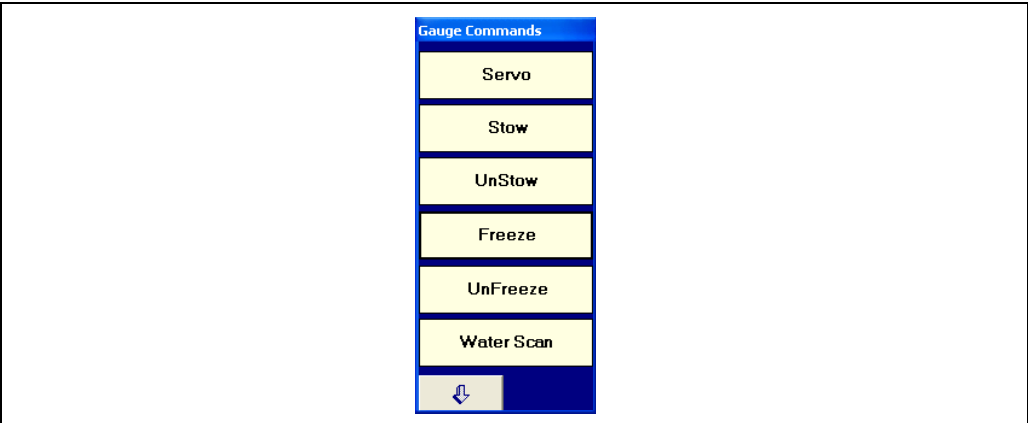 Gauge Commands
Servo
Stow
UnStow
Freeze
UnFreeze
Water Scan